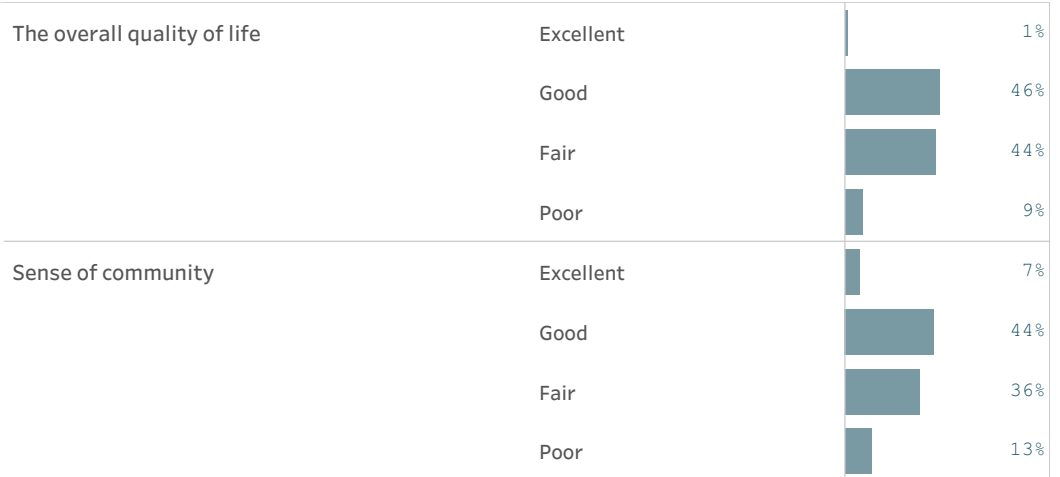 The overall quality of life Excellent 1%
Good 46%
Fair 44%
Poor 9%
Sense of community Excellent 7%
Good 44%
Fair 36%
Poor 13%